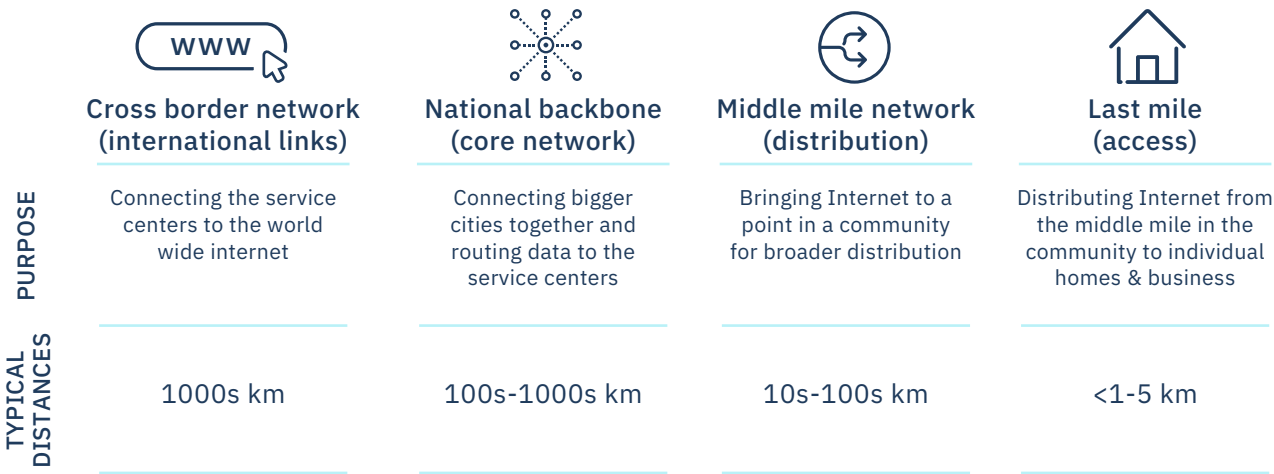 WWW
Cross border network
(international links)
National backbone
(core network)
Middle mile network
(distribution)
Last mile
(access)
PURPOSE
Connecting the service
centers to the world
wide internet
Connecting bigger
cities together and
routing data to the
service centers
Bringing Internet to a
point in a community
for broader distribution
Distributing Internet from
the middle mile in the
community to individual
homes & business
TYPICAL
DISTANCES
1000s km
100s-1000s km
10s-100s km
<1-5 km